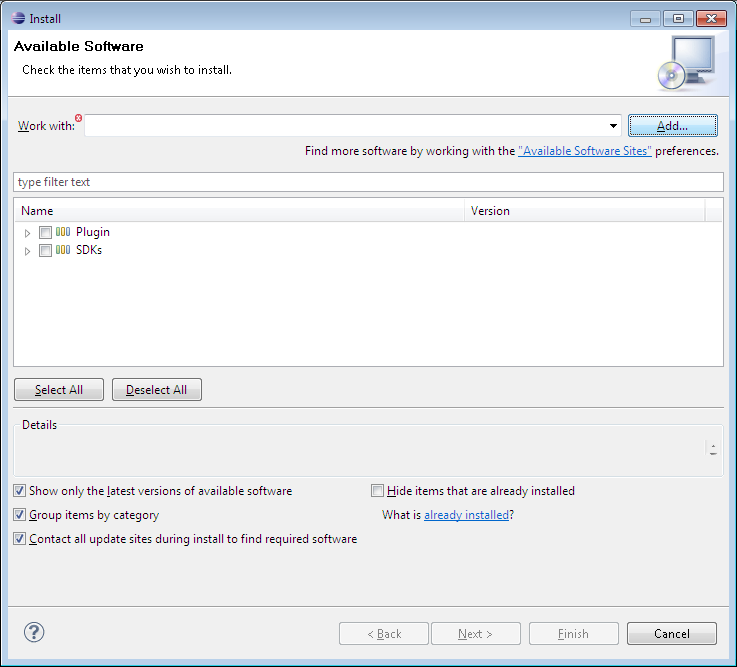 Install
Available Software
Check the items that you wish to install.
Work with:
Add...
Find more software by working with the "Available Software Sites" preferences.
type filter text
Name Version
Plugin
SDKs
Select All Deselect All
Details
Show only the latest versions of available software Hide items that are already installed
Group items by category What is already installed?
Contact all update sites during install to find required software
? < Back Next > Finish Cancel